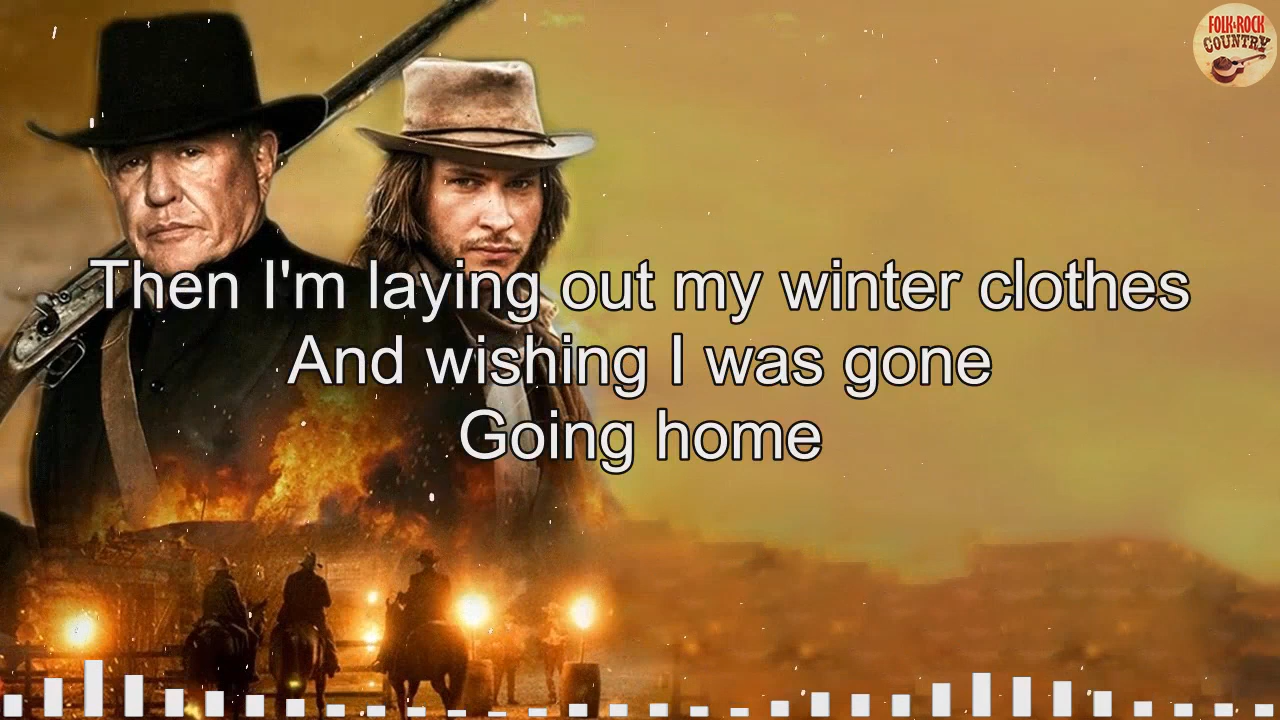 FOLK & ROCK
COUNTRY
Then I'm laying out my winter clothes
And wishing I was gone
Going home